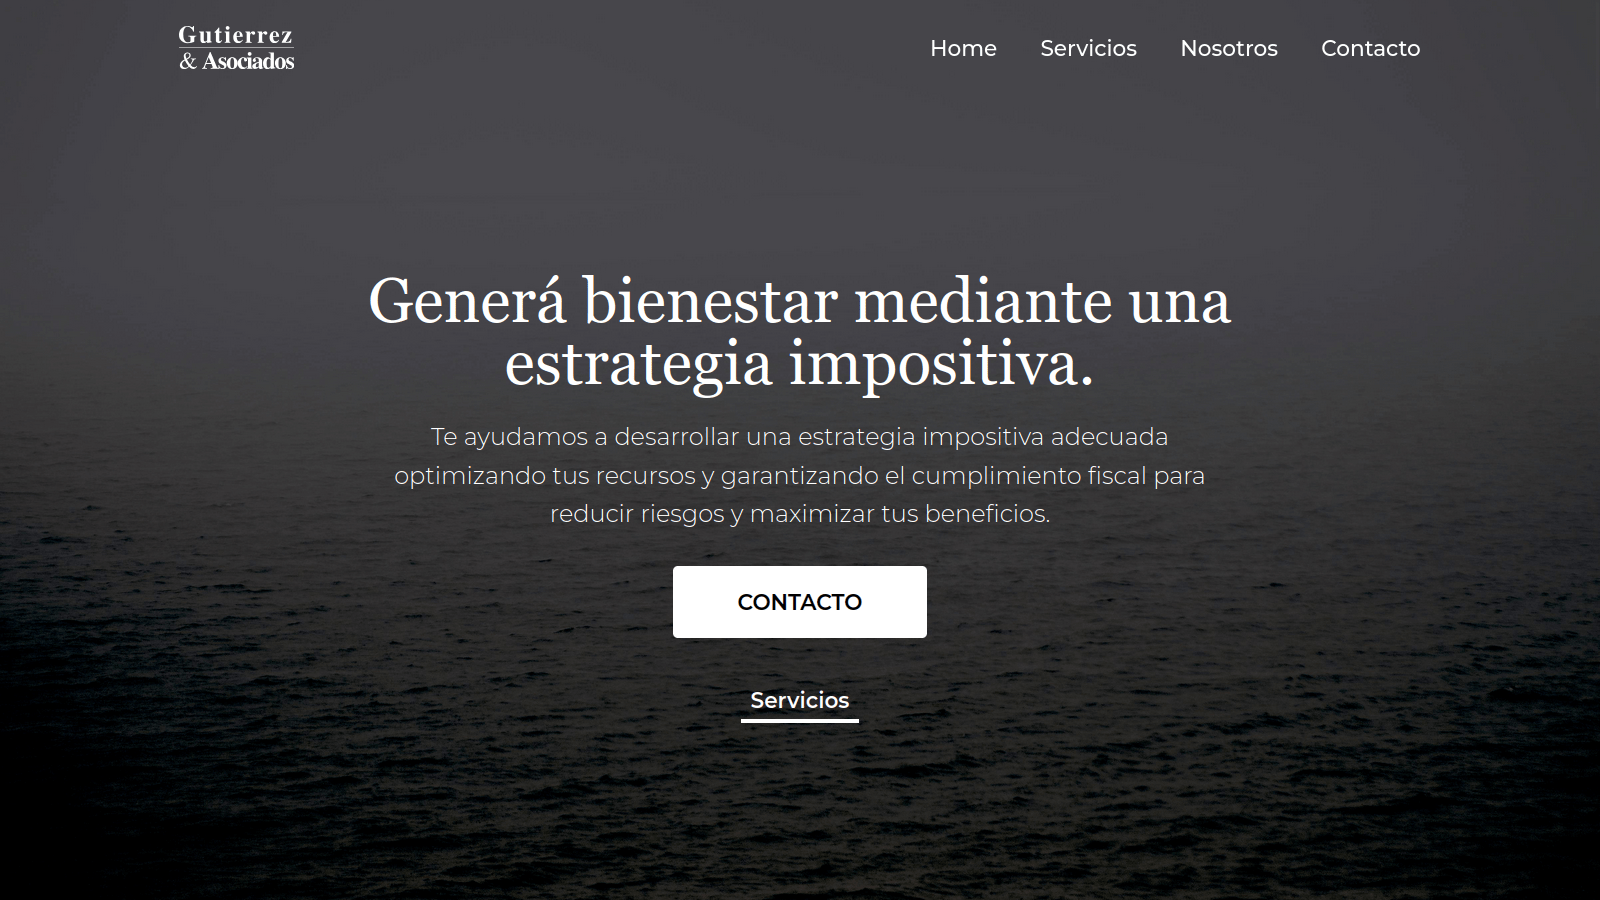 Gutierrez
& Asociados
Home
Servicios
Nosotros
Contacto
Generá bienestar mediante una
estrategia impositiva.
Te ayudamos a desarrollar una estrategia impositiva adecuada
optimizando tus recursos y garantizando el cumplimiento fiscal para
reducir riesgos y maximizar tus beneficios.
CONTACTO
Servicios